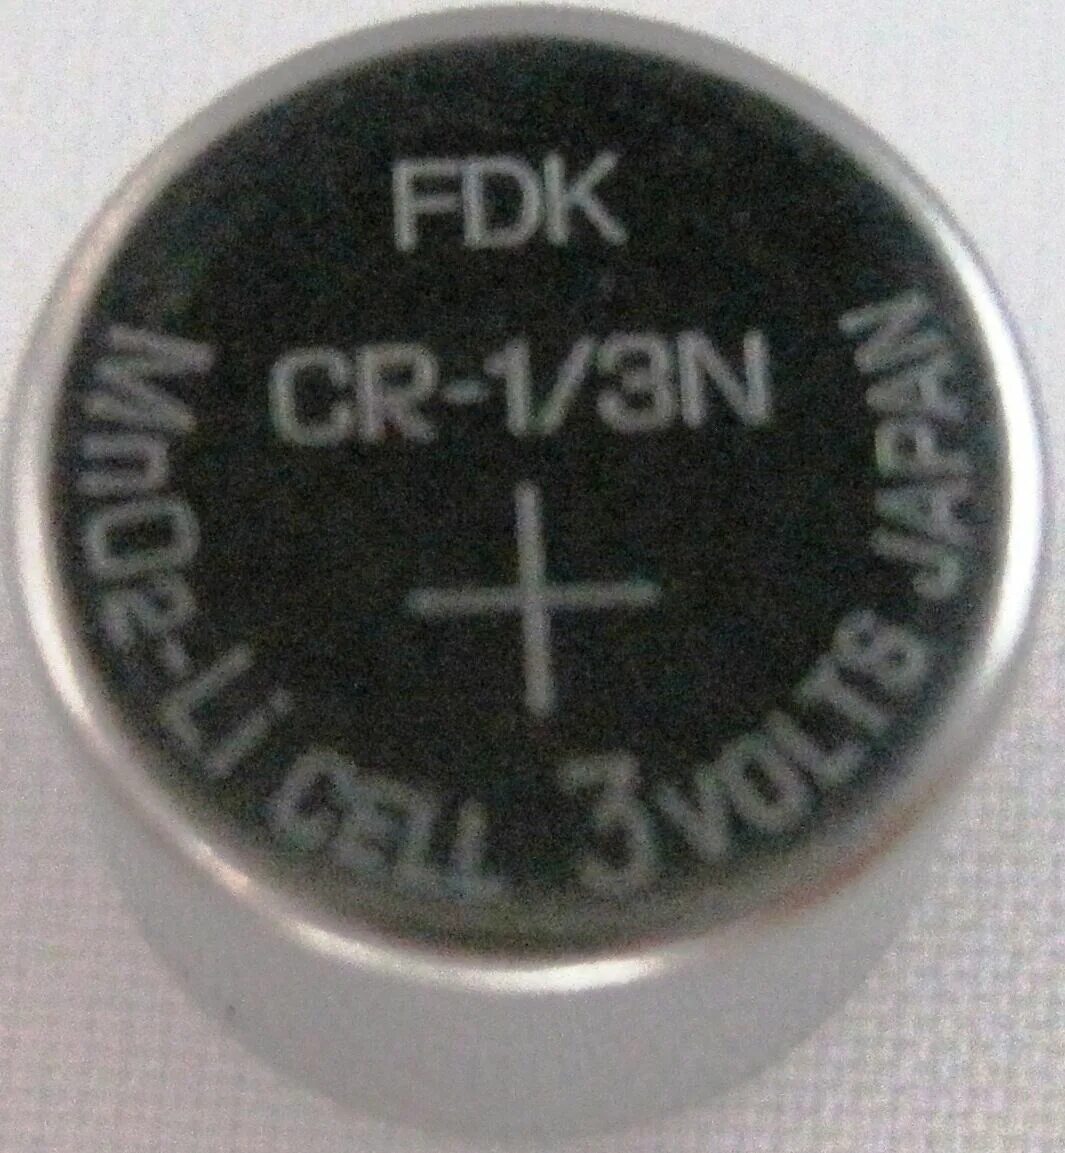 FDK
CR-1/3N
+
MnO2-Li CELL 3VOLTS JAPAN